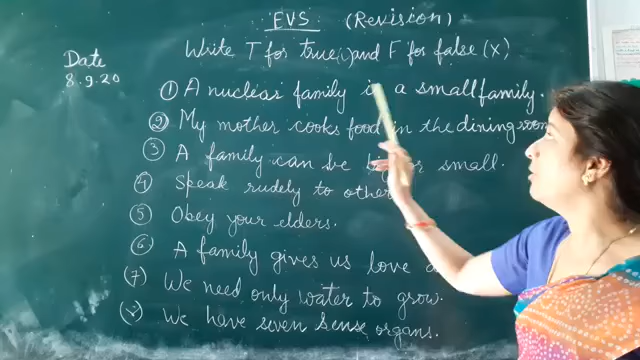 EVS (Revision)
Date
8.9.20
Write T for true(✓) and F for false (X)
① A nuclear family is a small family.
② My mother cooks food in the dining room
③ A family can be or small.
④ Speak rudely to other
⑤ Obey your elders.
⑥ A family gives us love
(7) We need only water to grow.
(8) We have seven sense organs.